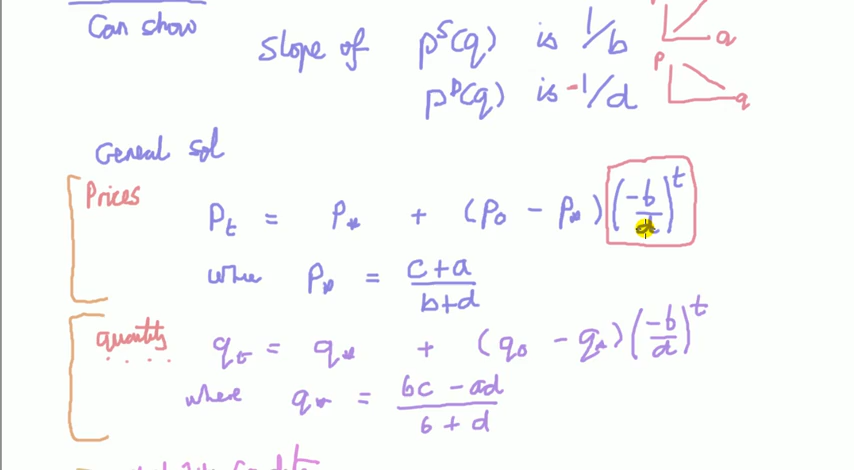 Can show
slope of p^S(q) is 1/b
q
p^D(q) is -1/d
p
q
General sol
Prices
P_t = P_* + (P_0 - P_*) (-b/d)^t
where P_* = c+a / b+d
quantity
q_t = q_* + (q_0 - q_*) (-b/d)^t
where q_* = bc - ad / b + d